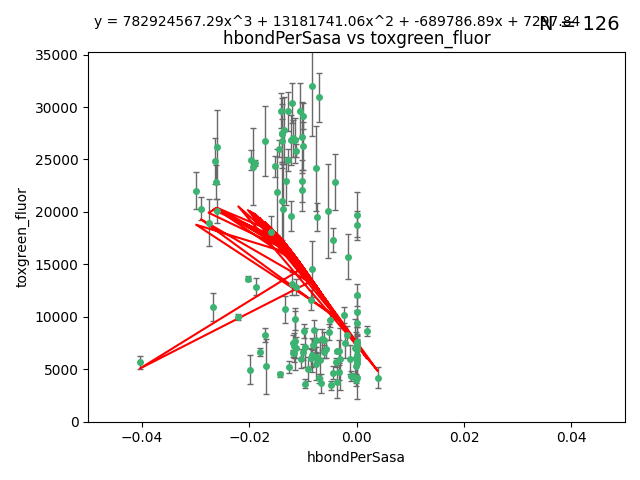 y = 782924567.29x^3 + 13181741.06x^2 + -689786.89x + 7297.84
N = 126
hbondPerSasa vs toxgreen_fluor
35000
30000
25000
20000
15000
10000
5000
0
toxgreen_fluor
−0.04 −0.02 0.00 0.02 0.04
hbondPerSasa